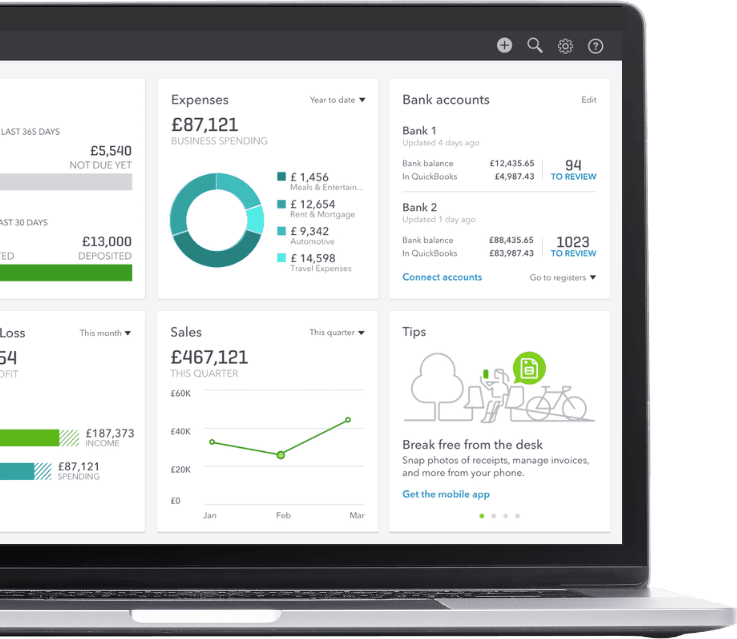 LAST 365 DAYS
£5,540
NOT DUE YET
AST 30 DAYS
£13,000
TED
DEPOSITED
Expenses
Year to date
£87,121
BUSINESS SPENDING
£ 1,456
Meals & Entertain...
£ 12,654
Rent & Mortgage
£ 9,342
Automotive
£ 14,598
Travel Expenses
Bank accounts
Edit
Bank 1
Updated 4 days ago
Bank balance £12,435.65
In QuickBooks £4,987.43
94
TO REVIEW
Bank 2
Updated 1 day ago
Bank balance £88,435.65
In QuickBooks £83,987.43
1023
TO REVIEW
Connect accounts
Go to registers
Loss
This month
54
OFIT
£187,373
INCOME
£87,121
SPENDING
Sales
This quarter
£467,121
THIS QUARTER
£60K
£40K
£20K
£0
Jan Feb Mar
Tips
Break free from the desk
Snap photos of receipts, manage invoices,
and more from your phone.
Get the mobile app